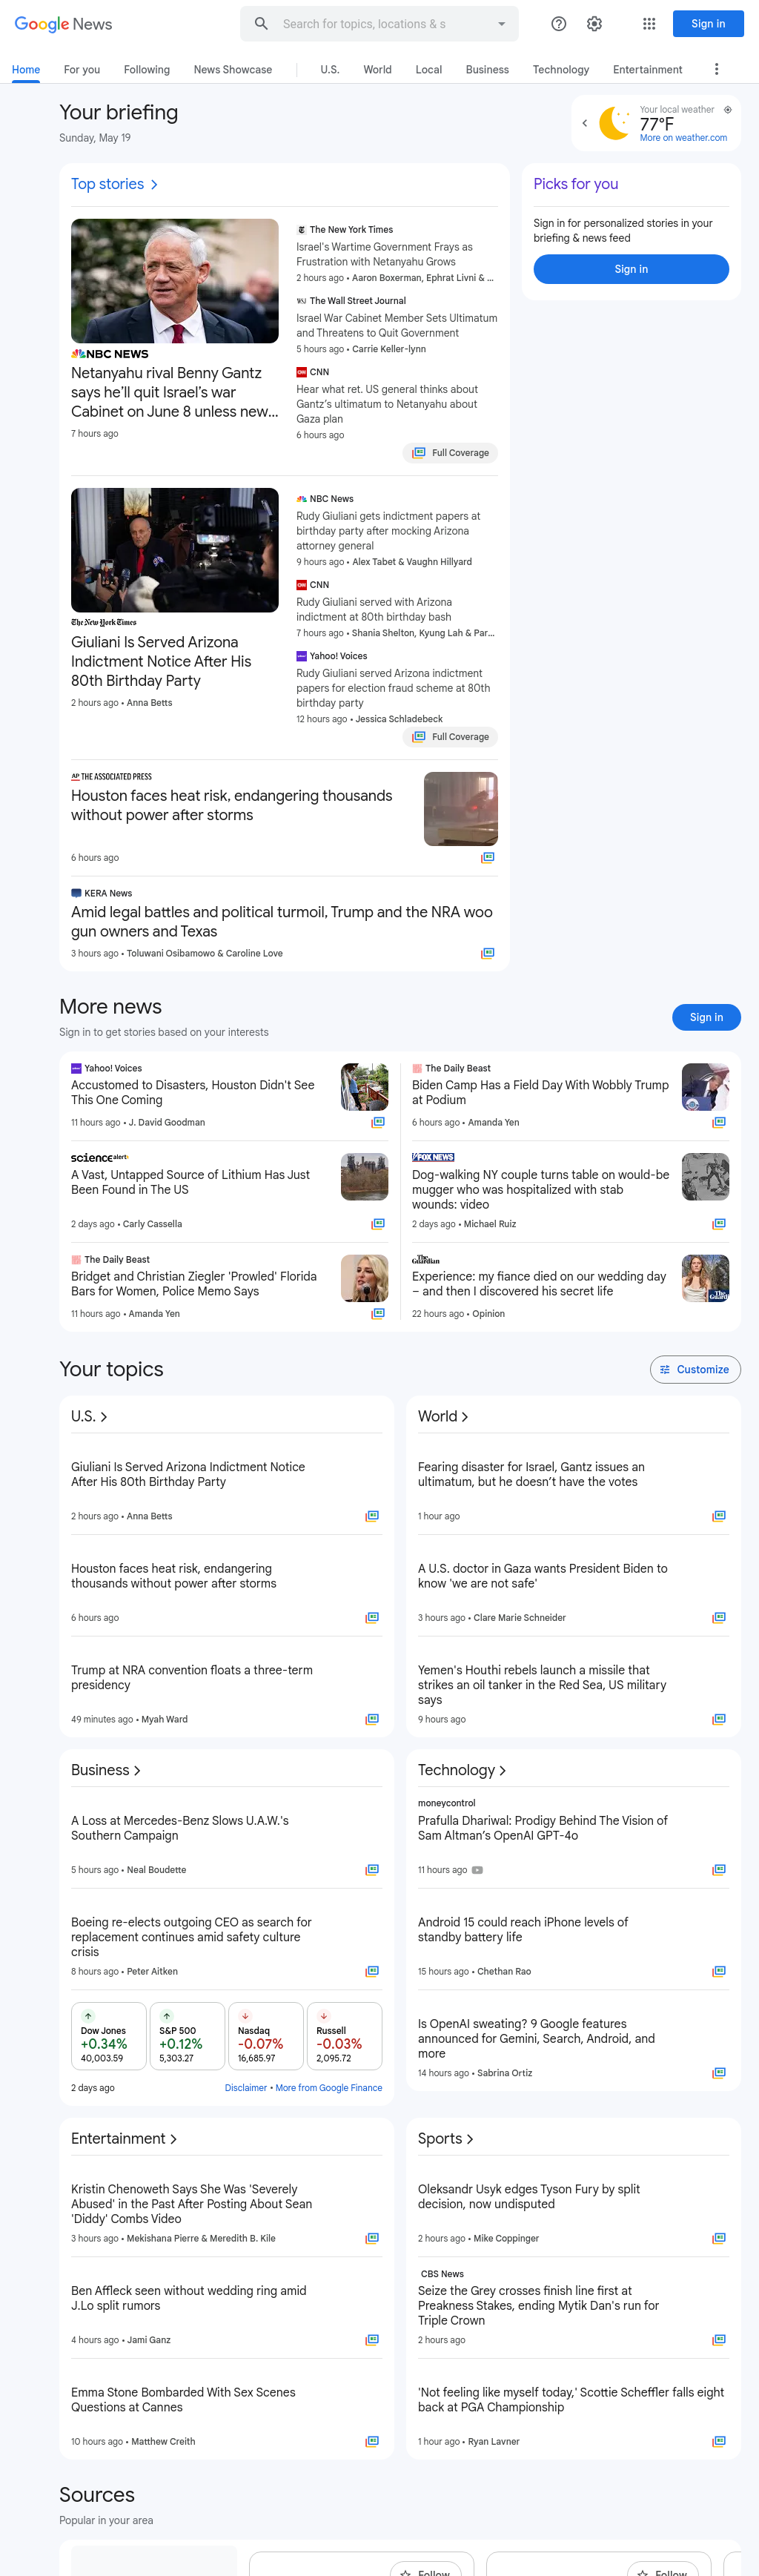 Google News
Search for topics, locations & s
Sign in
Home
For you
Following
News Showcase
U.S.
World
Local
Business
Technology
Entertainment
Your briefing
Sunday, May 19
Your local weather
77°F
More on weather.com
Top stories
NBC NEWS
Netanyahu rival Benny Gantz
says he'll quit Israel's war
Cabinet on June 8 unless new...
7 hours ago
The New York Times
Israel's Wartime Government Frays as
Frustration with Netanyahu Grows
2 hours ago • Aaron Boxerman, Ephrat Livni & ...
The Wall Street Journal
Israel War Cabinet Member Sets Ultimatum
and Threatens to Quit Government
5 hours ago • Carrie Keller-lynn
CNN
Hear what ret. US general thinks about
Gantz's ultimatum to Netanyahu about
Gaza plan
6 hours ago
Full Coverage
Picks for you
Sign in for personalized stories in your
briefing & news feed
Sign in
The New York Times
Giuliani Is Served Arizona
Indictment Notice After His
80th Birthday Party
2 hours ago • Anna Betts
NBC News
Rudy Giuliani gets indictment papers at
birthday party after mocking Arizona
attorney general
9 hours ago • Alex Tabet & Vaughn Hillyard
CNN
Rudy Giuliani served with Arizona
indictment at 80th birthday bash
7 hours ago • Shania Shelton, Kyung Lah & Par...
Yahoo! Voices
Rudy Giuliani served Arizona indictment
papers for election fraud scheme at 80th
birthday party
12 hours ago • Jessica Schladebeck
Full Coverage
AP THE ASSOCIATED PRESS
Houston faces heat risk, endangering thousands
without power after storms
6 hours ago
KERA News
Amid legal battles and political turmoil, Trump and the NRA woo
gun owners and Texas
3 hours ago • Toluwani Osibamowo & Caroline Love
More news
Sign in to get stories based on your interests
Sign in
Yahoo! Voices
Accustomed to Disasters, Houston Didn't See
This One Coming
11 hours ago • J. David Goodman
The Daily Beast
Biden Camp Has a Field Day With Wobbly Trump
at Podium
6 hours ago • Amanda Yen
science alert
A Vast, Untapped Source of Lithium Has Just
Been Found in The US
2 days ago • Carly Cassella
FOX NEWS
Dog-walking NY couple turns table on would-be
mugger who was hospitalized with stab
wounds: video
2 days ago • Michael Ruiz
The Daily Beast
Bridget and Christian Ziegler 'Prowled' Florida
Bars for Women, Police Memo Says
11 hours ago • Amanda Yen
The Guardian
Experience: my fiance died on our wedding day
– and then I discovered his secret life
22 hours ago • Opinion
Your topics
Customize
U.S.
Giuliani Is Served Arizona Indictment Notice
After His 80th Birthday Party
2 hours ago • Anna Betts
Houston faces heat risk, endangering
thousands without power after storms
6 hours ago
Trump at NRA convention floats a three-term
presidency
49 minutes ago • Myah Ward
World
Fearing disaster for Israel, Gantz issues an
ultimatum, but he doesn't have the votes
1 hour ago
A U.S. doctor in Gaza wants President Biden to
know 'we are not safe'
3 hours ago • Clare Marie Schneider
Yemen's Houthi rebels launch a missile that
strikes an oil tanker in the Red Sea, US military
says
9 hours ago
Business
A Loss at Mercedes-Benz Slows U.A.W.'s
Southern Campaign
5 hours ago • Neal Boudette
Boeing re-elects outgoing CEO as search for
replacement continues amid safety culture
crisis
8 hours ago • Peter Aitken
Dow Jones
+0.34%
40,003.59
S&P 500
+0.12%
5,303.27
Nasdaq
-0.07%
16,685.97
Russell
-0.03%
2,095.72
2 days ago
Disclaimer • More from Google Finance
Technology
moneycontrol
Prafulla Dhariwal: Prodigy Behind The Vision of
Sam Altman's OpenAI GPT-4o
11 hours ago
Android 15 could reach iPhone levels of
standby battery life
15 hours ago • Chethan Rao
Is OpenAI sweating? 9 Google features
announced for Gemini, Search, Android, and
more
14 hours ago • Sabrina Ortiz
Entertainment
Kristin Chenoweth Says She Was 'Severely
Abused' in the Past After Posting About Sean
'Diddy' Combs Video
3 hours ago • Mekishana Pierre & Meredith B. Kile
Ben Affleck seen without wedding ring amid
J.Lo split rumors
4 hours ago • Jami Ganz
Emma Stone Bombarded With Sex Scenes
Questions at Cannes
10 hours ago • Matthew Creith
Sports
Oleksandr Usyk edges Tyson Fury by split
decision, now undisputed
2 hours ago • Mike Coppinger
CBS News
Seize the Grey crosses finish line first at
Preakness Stakes, ending Mytik Dan's run for
Triple Crown
2 hours ago
'Not feeling like myself today,' Scottie Scheffler falls eight
back at PGA Championship
1 hour ago • Ryan Lavner
Sources
Popular in your area
Follow
Follow